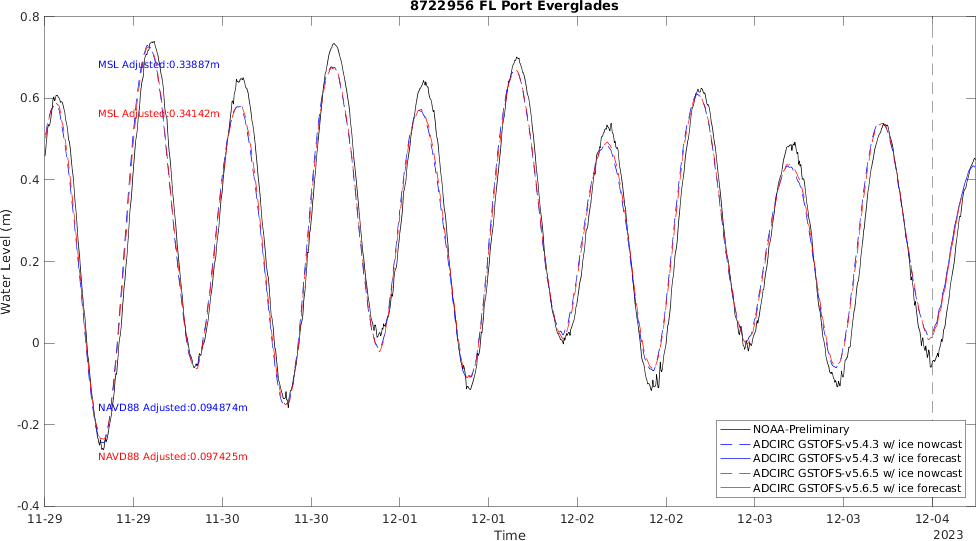 8722956 FL Port Everglades
0.8
0.6
0.4
0.2
0
-0.2
-0.4
Water Level (m)
MSL Adjusted:0.33887m
MSL Adjusted:0.34142m
NAVD88 Adjusted:0.094874m
NAVD88 Adjusted:0.097425m
NOAA-Preliminary
ADCIRC GSTOFS-v5.4.3 w/ ice nowcast
ADCIRC GSTOFS-v5.4.3 w/ ice forecast
ADCIRC GSTOFS-v5.6.5 w/ ice nowcast
ADCIRC GSTOFS-v5.6.5 w/ ice forecast
11-29 11-29 11-30 11-30 12-01 12-01 12-02 12-02 12-03 12-03 12-04
Time
2023